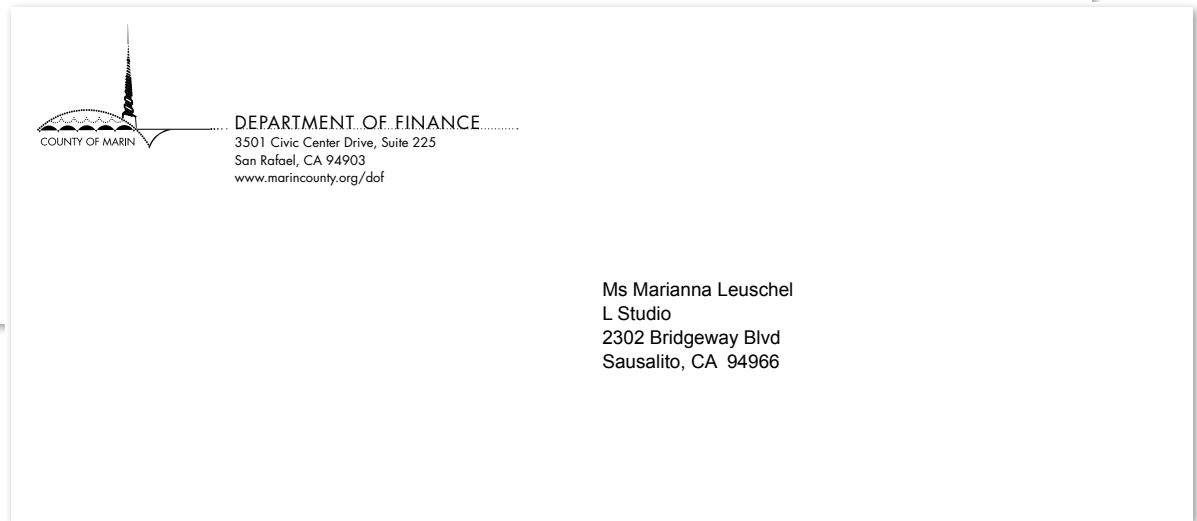 COUNTY OF MARIN
DEPARTMENT OF FINANCE
3501 Civic Center Drive, Suite 225
San Rafael, CA 94903
www.marincounty.org/dof
Ms Marianna Leuschel
L Studio
2302 Bridgeway Blvd
Sausalito, CA  94966